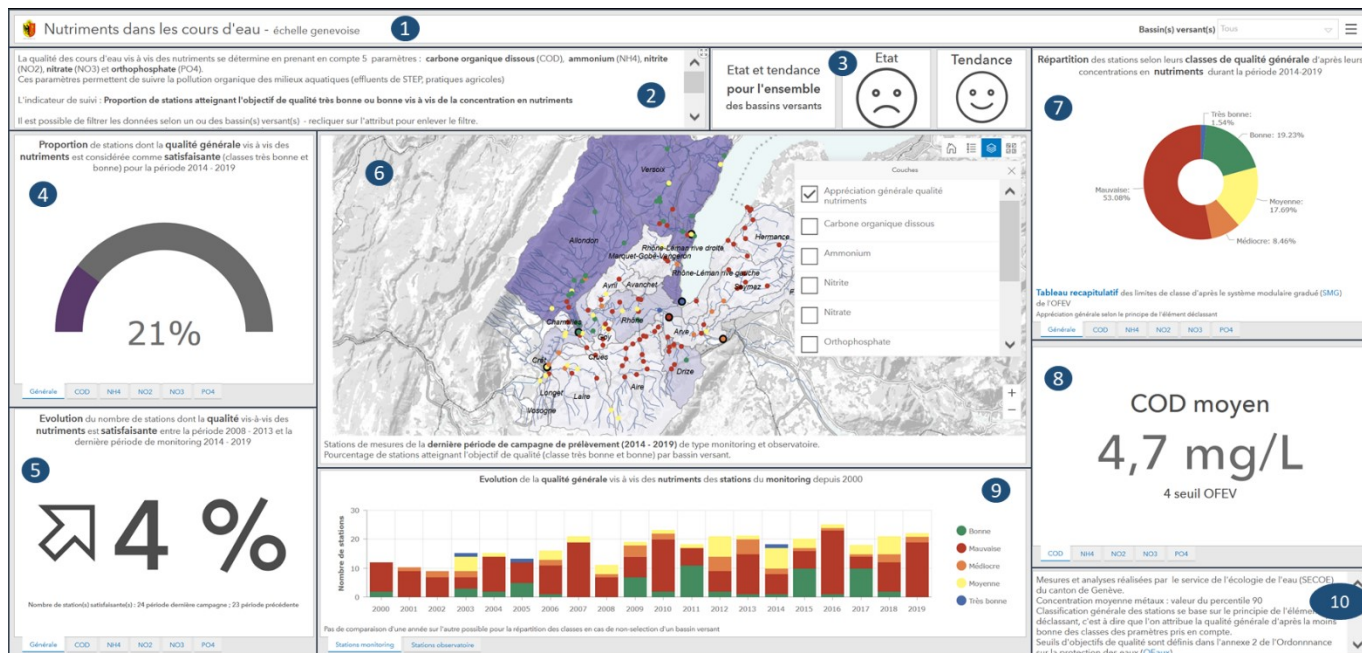 Nutriments dans les cours d'eau - échelle genevoise
1
Bassin(s) versant(s)
Tous
La qualité des cours d'eau vis à vis des nutriments se détermine en prenant en compte 5 paramètres : carbone organique dissous (COD), ammonium (NH4), nitrite
(NO2), nitrate (NO3) et orthophosphate (PO4).
Ces paramètres permettent de suivre la pollution organique des milieux aquatiques (effluents de STEP, pratiques agricoles)
L'indicateur de suivi : Proportion de stations atteignant l'objectif de qualité très bonne ou bonne vis à vis de la concentration en nutriments
Il est possible de filtrer les données selon un ou des bassin(s) versant(s) - recliquer sur l'attribut pour enlever le filtre.
2
Etat et tendance
pour l'ensemble
des bassins versants
3
Etat
Tendance
Proportion de stations dont la qualité générale vis à vis des
nutriments est considérée comme satisfaisante (classes très bonne et
bonne) pour la période 2014 - 2019
4
21%
Générale COD NH4 NO2 NO3 PO4
Evolution du nombre de stations dont la qualité vis-à-vis des
nutriments est satisfaisante entre la période 2008 - 2013 et la
dernière période de monitoring 2014 - 2019
5
4 %
Nombre de station(s) satisfaisante(s) : 24 période dernière campagne ; 23 période précédente
Générale COD NH4 NO2 NO3 PO4
6
Versoix
Allondon
Rhône-Léman rive droite
Marquet-Gobé-Vengeron
Hermance
Rhône-Léman rive gauche
Seymaz
Avril
Avanchet
Rhône
Charmilles
Goy
Arve
Crêt
Crues
Drize
Longet
Laire
Aire
Vosogne
Couches
Appréciation générale qualité
nutriments
Carbone organique dissous
Ammonium
Nitrite
Nitrate
Orthophosphate
+
−
Stations de mesures de la dernière période de campagne de prélèvement (2014 - 2019) de type monitoring et observatoire.
Pourcentage de stations atteignant l'objectif de qualité (classe très bonne et bonne) par bassin versant.
Répartition des stations selon leurs classes de qualité générale d'après leurs
concentrations en nutriments durant la période 2014-2019
7
Très bonne:
1.54%
Bonne: 19.23%
Moyenne:
17.69%
Médiocre: 8.46%
Mauvaise:
53.08%
Tableau recapitulatif des limites de classe d'après le système modulaire gradué (SMG)
de l'OFEV
Appréciation générale selon le principe de l'élément déclassant
Générale COD NH4 NO2 NO3 PO4
8
COD moyen
4,7 mg/L
4 seuil OFEV
COD NH4 NO2 NO3 PO4
Evolution de la qualité générale vis à vis des nutriments des stations du monitoring depuis 2000
9
Nombre de stations
30
20
10
0
2000 2001 2002 2003 2004 2005 2006 2007 2008 2009 2010 2011 2012 2013 2014 2015 2016 2017 2018 2019
Bonne
Mauvaise
Médiocre
Moyenne
Très bonne
Pas de comparaison d'une année sur l'autre possible pour la répartition des classes en cas de non-selection d'un bassin versant
Stations monitoring Stations observatoire
Mesures et analyses réalisées par le service de l'écologie de l'eau (SECOE)
du canton de Genève.
Concentration moyenne métaux : valeur du percentile 90
Classification générale des stations se base sur le principie de l'élément
déclassant, c'est à dire que l'on attribue la qualité générale d'après la moins
bonne des classes des pramètres pris en compte.
Seuils d'objectifs de qualité sont définis dans l'annexe 2 de l'Ordonnnance
sur la protection des eaux (OEaux)
10